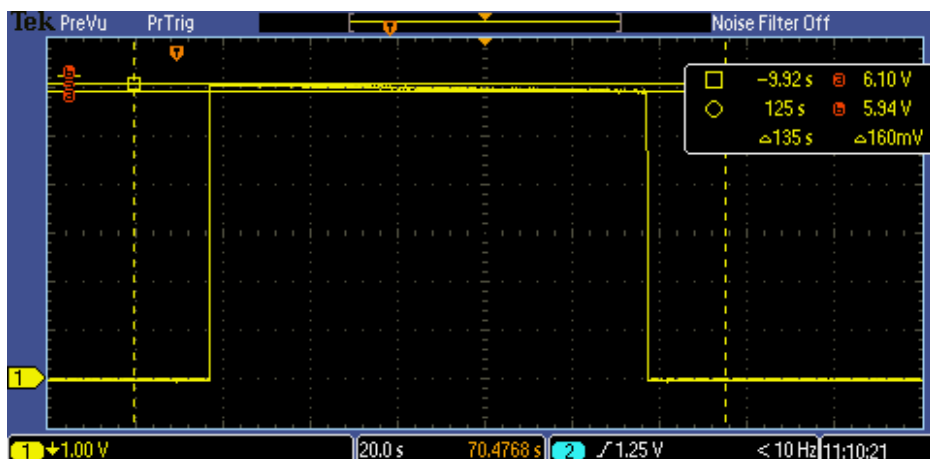 Tek PreVu PrTrig Noise Filter Off
T
T
b
a
-9.92 s a 6.10 V
125 s b 5.94 V
△135 s △160mV
1
1 1.00 V 20.0 s 70.4768 s 2 1.25 V < 10 Hz 11:10:21